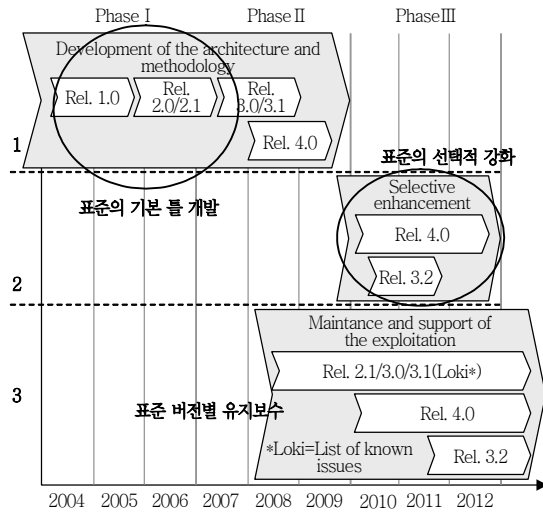 Phase I
Phase II
Phase III
Development of the architecture and
methodology
Rel. 1.0
Rel.
2.0/2.1
Rel.
3.0/3.1
Rel. 4.0
1
표준의 선택적 강화
표준의 기본 틀 개발
Selective
enhancement
Rel. 4.0
Rel. 3.2
2
Maintance and support of
the exploitation
Rel. 2.1/3.0/3.1(Loki*)
3
표준 버전별 유지보수
Rel. 4.0
*Loki=List of known
issues
Rel. 3.2
2004 2005 2006 2007 2008 2009 2010 2011 2012